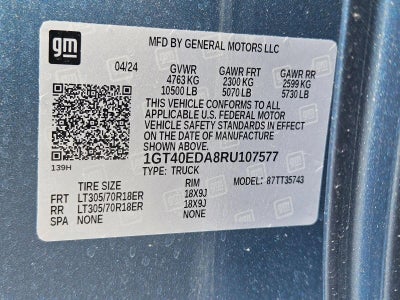 gm
MFD BY GENERAL MOTORS LLC
04/24 GVWR GAWR FRT GAWR RR
4763 KG 2300 KG 2599 KG
10500 LB 5070 LB 5730 LB
THIS VEHICLE CONFORMS TO ALL
APPLICABLE U.S. FEDERAL MOTOR
VEHICLE SAFETY STANDARDS IN EFFECT
ON THE DATE OF MANUFACTURE
SHOWN ABOVE.
1GT40EDA8RU107577
139H
TYPE: TRUCK MODEL: 87TT35743
TIRE SIZE RIM
FRT LT305/70R18ER 18X9J
RR LT305/70R18ER 18X9J
SPA NONE NONE